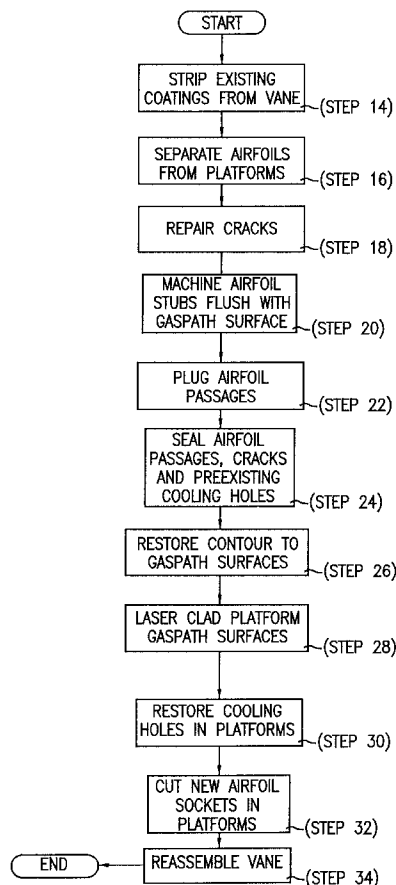 START
STRIP EXISTING
COATINGS FROM VANE
(STEP 14)
SEPARATE AIRFOILS
FROM PLATFORMS
(STEP 16)
REPAIR CRACKS
(STEP 18)
MACHINE AIRFOIL
STUBS FLUSH WITH
GASPATH SURFACE
(STEP 20)
PLUG AIRFOIL
PASSAGES
(STEP 22)
SEAL AIRFOIL
PASSAGES, CRACKS
AND PREEXISTING
COOLING HOLES
(STEP 24)
RESTORE CONTOUR TO
GASPATH SURFACES
(STEP 26)
LASER CLAD PLATFORM
GASPATH SURFACES
(STEP 28)
RESTORE COOLING
HOLES IN PLATFORMS
(STEP 30)
CUT NEW AIRFOIL
SOCKETS IN
PLATFORMS
(STEP 32)
END
REASSEMBLE VANE
(STEP 34)